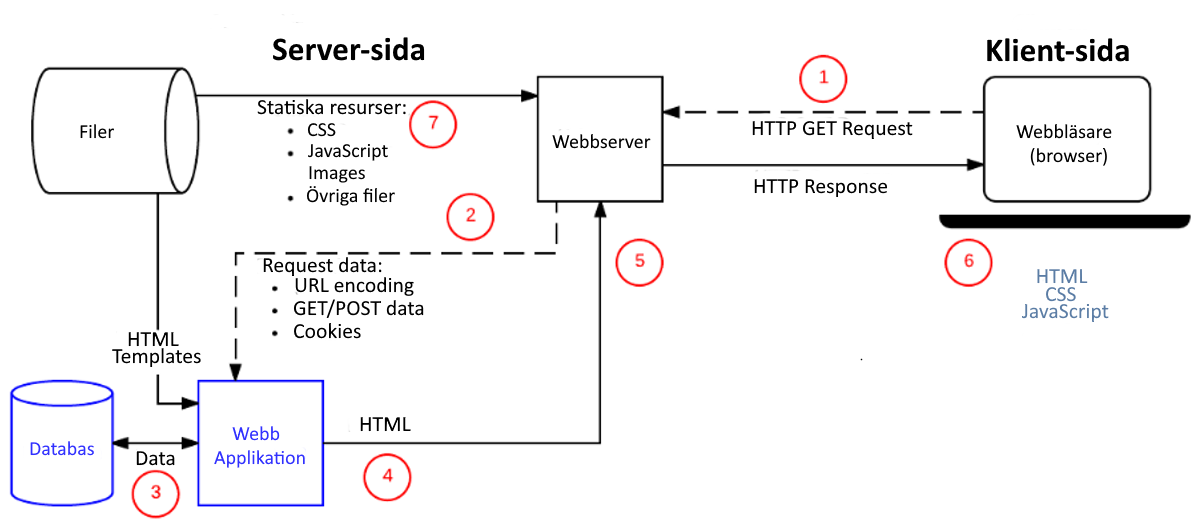 Server-sida
Klient-sida
1
Filer
Statiska resurser:
• CSS
• JavaScript
Images
• Övriga filer
7
Webbserver
HTTP GET Request
HTTP Response
Webbläsare
(browser)
2
5
6
Request data:
• URL encoding
• GET/POST data
• Cookies
HTML
CSS
JavaScript
HTML
Templates
Databas
Data
3
Webb
Applikation
HTML
4